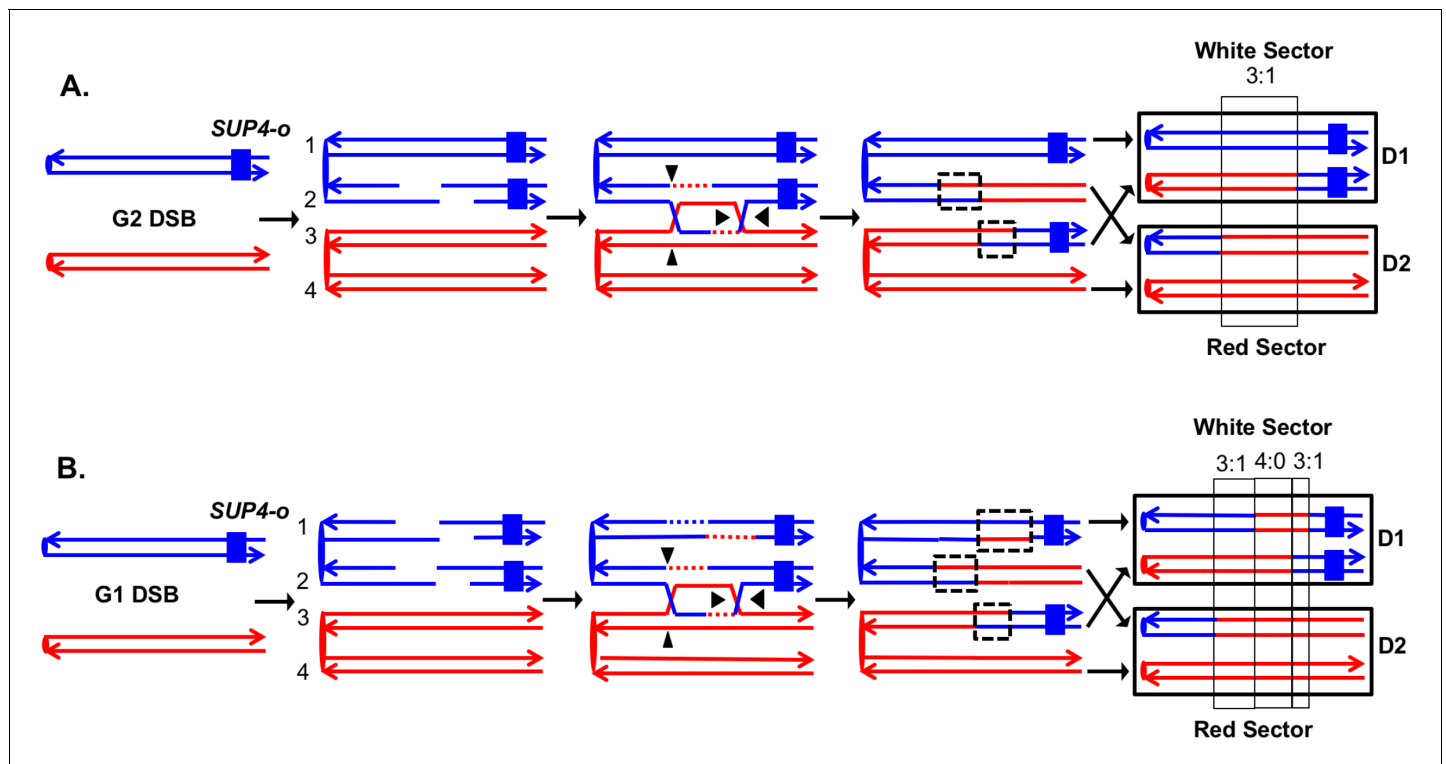 A.
White Sector
3:1
SUP4-o
1
2
3
4
G2 DSB
D1
D2
Red Sector
B.
White Sector
3:1 4:0 3:1
SUP4-o
1
2
3
4
G1 DSB
D1
D2
Red Sector